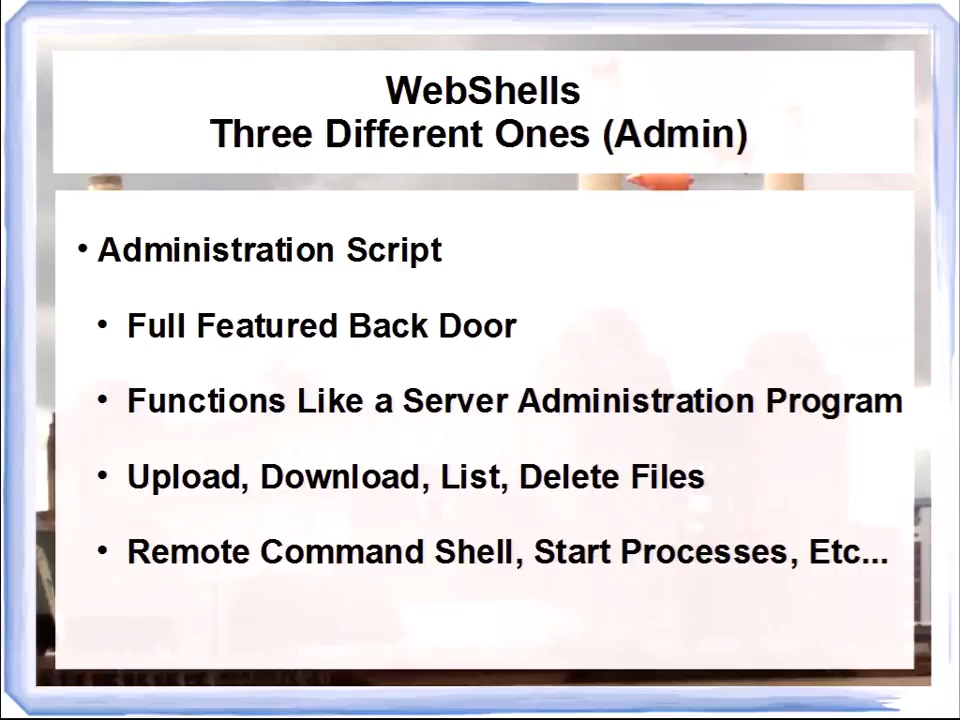 WebShells
Three Different Ones (Admin)
• Administration Script
• Full Featured Back Door
• Functions Like a Server Administration Program
• Upload, Download, List, Delete Files
• Remote Command Shell, Start Processes, Etc...